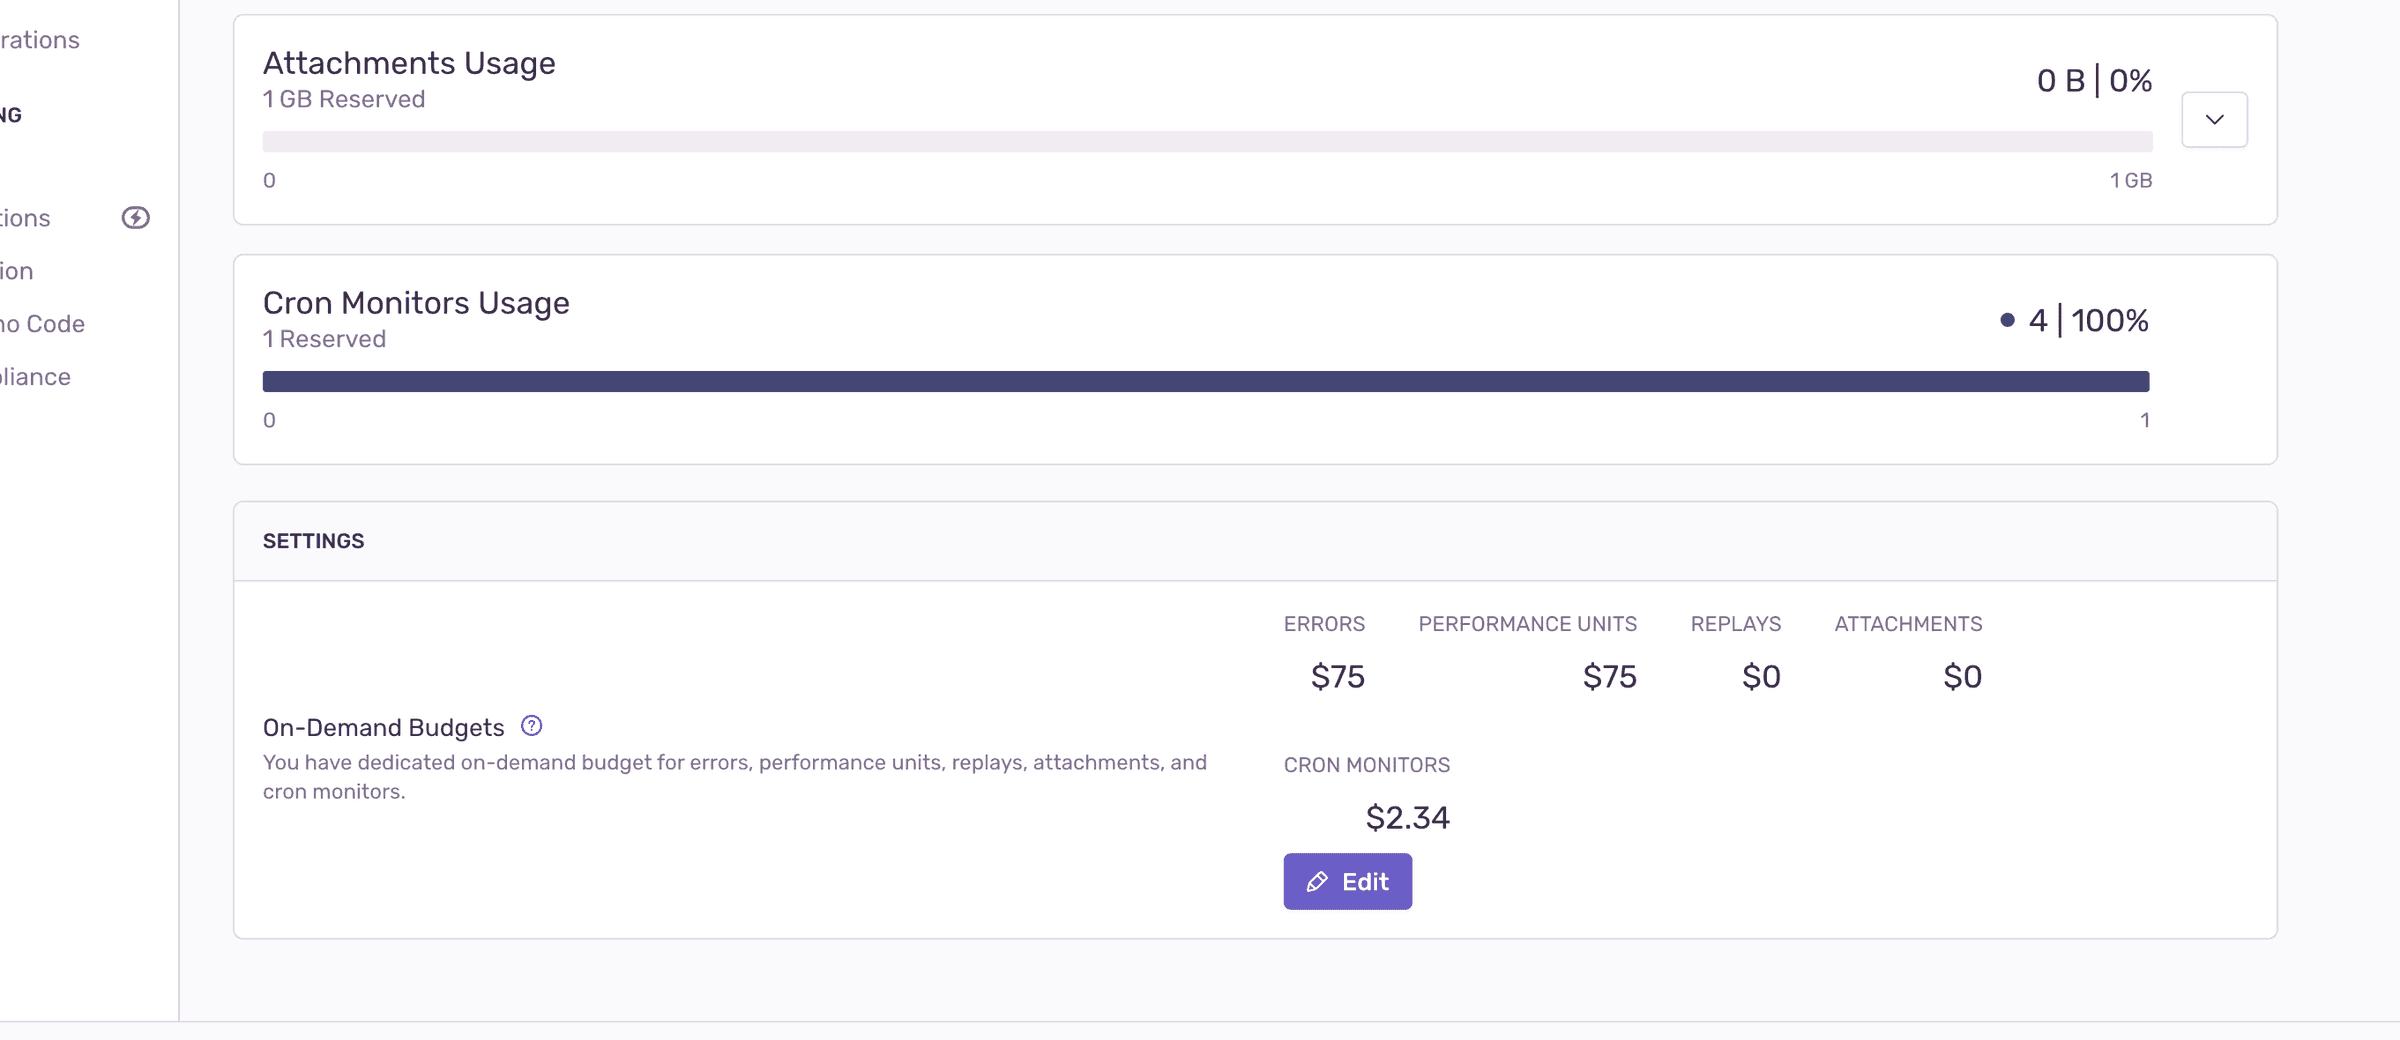 rations
NG
tions
ion
no Code
liance
Attachments Usage
1 GB Reserved
0 B | 0%
0
1 GB
Cron Monitors Usage
1 Reserved
4 | 100%
0
1
SETTINGS
ERRORS PERFORMANCE UNITS REPLAYS ATTACHMENTS
$75 $75 $0 $0
On-Demand Budgets
You have dedicated on-demand budget for errors, performance units, replays, attachments, and
cron monitors.
CRON MONITORS
$2.34
Edit